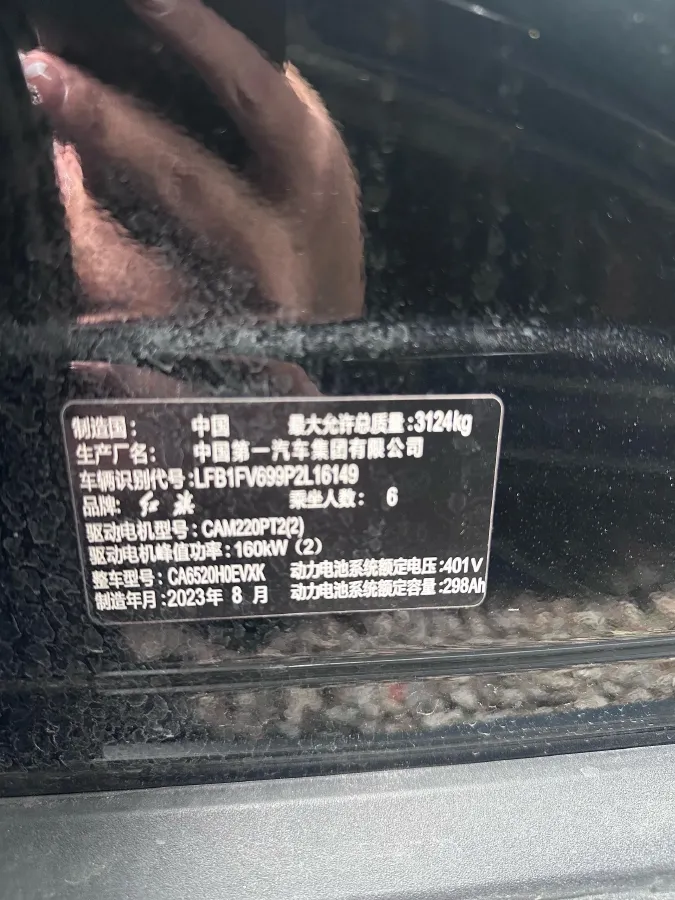 制造国: 中国 最大允许总质量:3124kg
生产厂名: 中国第一汽车集团有限公司
车辆识别代号:LFB1FV699P2L16149
品牌: 红旗 乘坐人数: 6
驱动电机型号:CAM220PT2(2)
驱动电机峰值功率:160kW (2)
整车型号:CA6520H0EVXK 动力电池系统额定电压:401V
制造年月:2023年 8 月 动力电池系统额定容量:298Ah